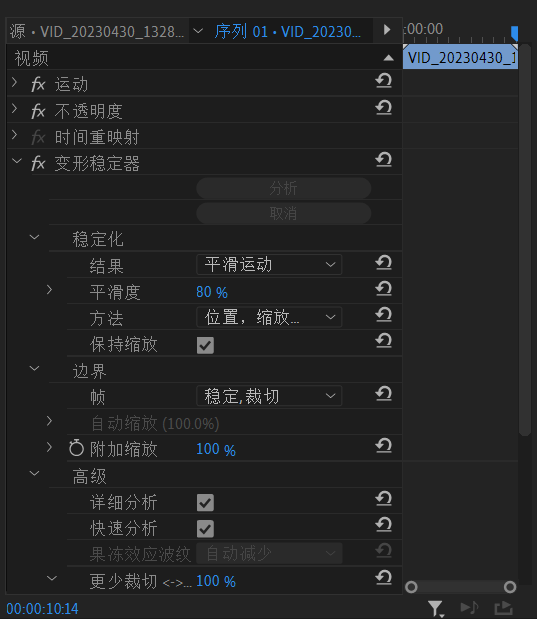 源・VID_20230430_1328... 序列 01・VID_20230... :00:00
视频 VID_20230430_1
fx 运动
fx 不透明度
fx 时间重映射
fx 变形稳定器
分析
取消
稳定化
结果 平滑运动
平滑度 80 %
方法 位置，缩放...
保持缩放
边界
帧 稳定,裁切
自动缩放 (100.0%)
附加缩放 100 %
高级
详细分析
快速分析
果冻效应波纹 自动减少
更少裁切 <->... 100 %
00:00:10:14